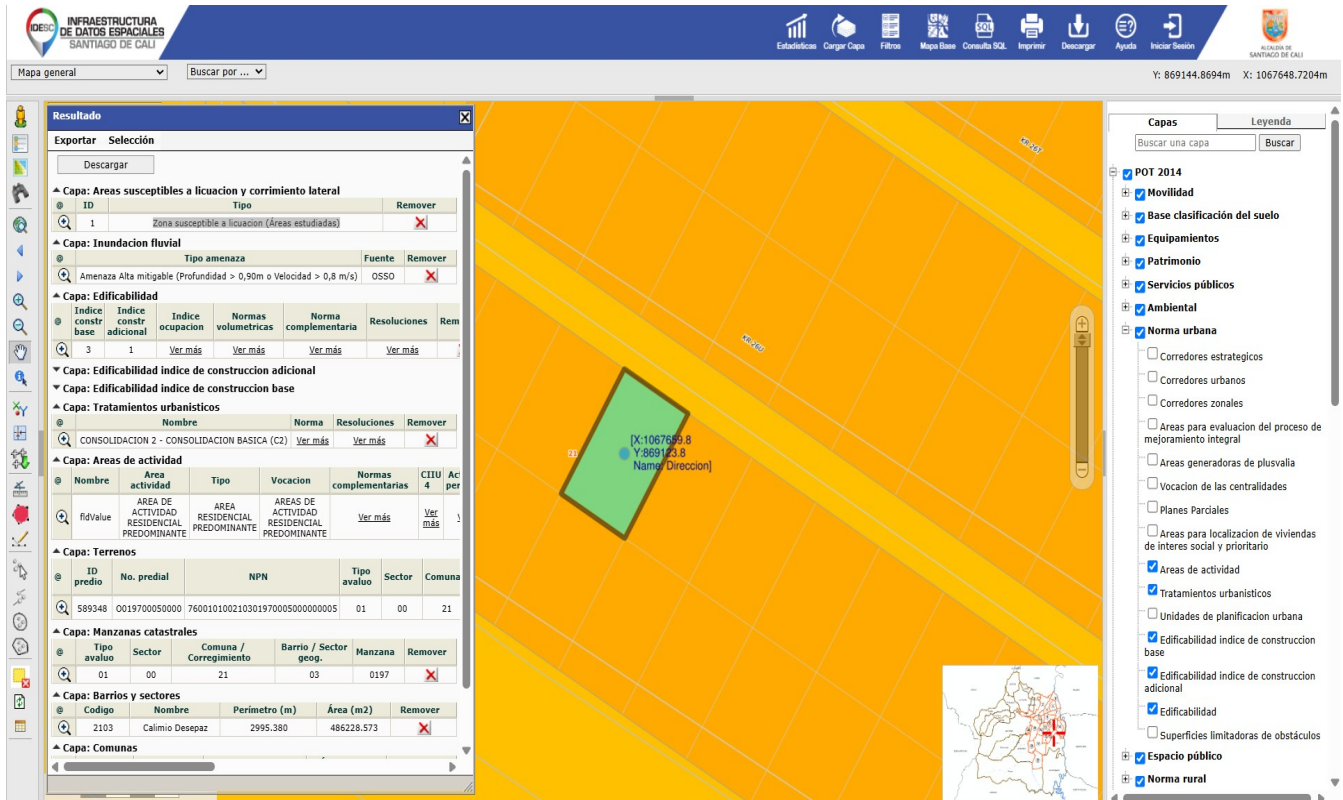 IDESC
INFRAESTRUCTURA
DE DATOS ESPACIALES
SANTIAGO DE CALI
Estadísticas Cargar Capa Filtros Mapa Base Consulta SQL Imprimir Descargar Ayuda Iniciar Sesión
SQL
ALCALDÍA DE
SANTIAGO DE CALI
Mapa general Buscar por ... Y: 869144.8694m X: 1067648.7204m
Resultado
Exportar Selección
Descargar
Capa: Areas susceptibles a licuacion y corrimiento lateral
@ ID Tipo Remover
1 Zona susceptible a licuacion (Áreas estudiadas)
Capa: Inundacion fluvial
@ Tipo amenaza Fuente Remover
Amenaza Alta mitigable (Profundidad > 0,90m o Velocidad > 0,8 m/s) OSSO
Capa: Edificabilidad
@ Indice constr base Indice constr adicional Indice ocupacion Normas volumetricas Norma complementaria Resoluciones Rem
3 1 Ver más Ver más Ver más Ver más
Capa: Edificabilidad indice de construccion adicional
Capa: Edificabilidad indice de construccion base
Capa: Tratamientos urbanisticos
@ Nombre Norma Resoluciones Remover
CONSOLIDACION 2 - CONSOLIDACION BASICA (C2) Ver más Ver más
Capa: Areas de actividad
@ Nombre Area actividad Tipo Vocacion Normas complementarias CIIU 4 Act per
fldValue AREA DE ACTIVIDAD RESIDENCIAL PREDOMINANTE AREA RESIDENCIAL PREDOMINANTE AREAS DE ACTIVIDAD RESIDENCIAL PREDOMINANTE Ver más Ver más
Capa: Terrenos
@ ID predio No. predial NPN Tipo avaluo Sector Comuna
589348 O019700050000 760010100210301970005000000005 01 00 21
Capa: Manzanas catastrales
@ Tipo avaluo Sector Comuna / Corregimiento Barrio / Sector geog. Manzana Remover
01 00 21 03 0197
Capa: Barrios y sectores
@ Codigo Nombre Perímetro (m) Área (m2) Remover
2103 Calimio Desepaz 2995.380 486228.573
Capa: Comunas
KR-26T
KR-26U
21
[X:1067659.8
Y:869123.8
Name: Direccion]
Capas Leyenda
Buscar una capa Buscar
POT 2014
Movilidad
Base clasificación del suelo
Equipamientos
Patrimonio
Servicios públicos
Ambiental
Norma urbana
Corredores estrategicos
Corredores urbanos
Corredores zonales
Areas para evaluacion del proceso de
mejoramiento integral
Areas generadoras de plusvalia
Vocacion de las centralidades
Planes Parciales
Areas para localizacion de viviendas
de interes social y prioritario
Areas de actividad
Tratamientos urbanisticos
Unidades de planificacion urbana
Edificabilidad indice de construccion
base
Edificabilidad indice de construccion
adicional
Edificabilidad
Superficies limitadoras de obstáculos
Espacio público
Norma rural